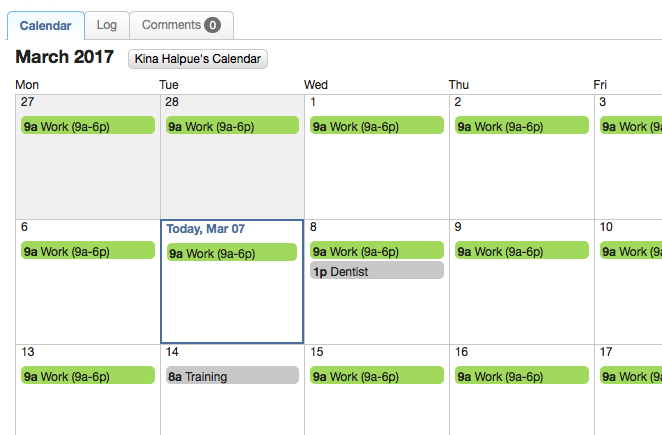 Calendar Log Comments 0
March 2017 Kina Halpue's Calendar
Mon Tue Wed Thu Fri
27 28 1 2 3
9a Work (9a-6p) 9a Work (9a-6p) 9a Work (9a-6p) 9a Work (9a-6p) 9a Work (9a
6 Today, Mar 07 8 9 10
9a Work (9a-6p) 9a Work (9a-6p) 9a Work (9a-6p) 9a Work (9a-6p) 9a Work (9a
1p Dentist
13 14 15 16 17
9a Work (9a-6p) 8a Training 9a Work (9a-6p) 9a Work (9a-6p) 9a Work (9a